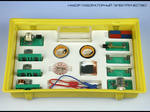 НАБОР ЛАБОРАТОРНЫЙ ЭЛЕКТРИЧЕСТВО